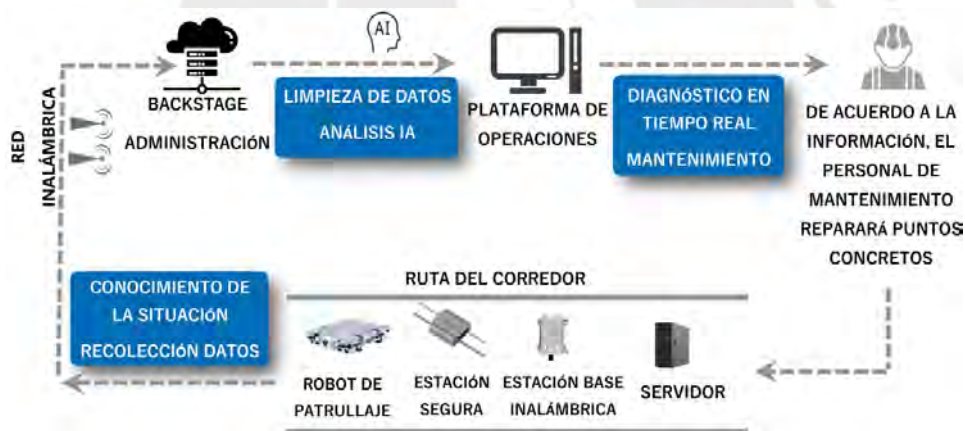 AI
BACKSTAGE
ADMINISTRACIÓN
LIMPIEZA DE DATOS
ANÁLISIS IA
PLATAFORMA DE
OPERACIONES
DIAGNÓSTICO EN
TIEMPO REAL
MANTENIMIENTO
DE ACUERDO A LA
INFORMACIÓN, EL
PERSONAL DE
MANTENIMIENTO
REPARARÁ PUNTOS
CONCRETOS
RED
INALÁMBRICA
CONOCIMIENTO DE
LA SITUACIÓN
RECOLECCIÓN DATOS
RUTA DEL CORREDOR
ROBOT DE
PATRULLAJE
ESTACIÓN
SEGURA
ESTACIÓN BASE
INALÁMBRICA
SERVIDOR